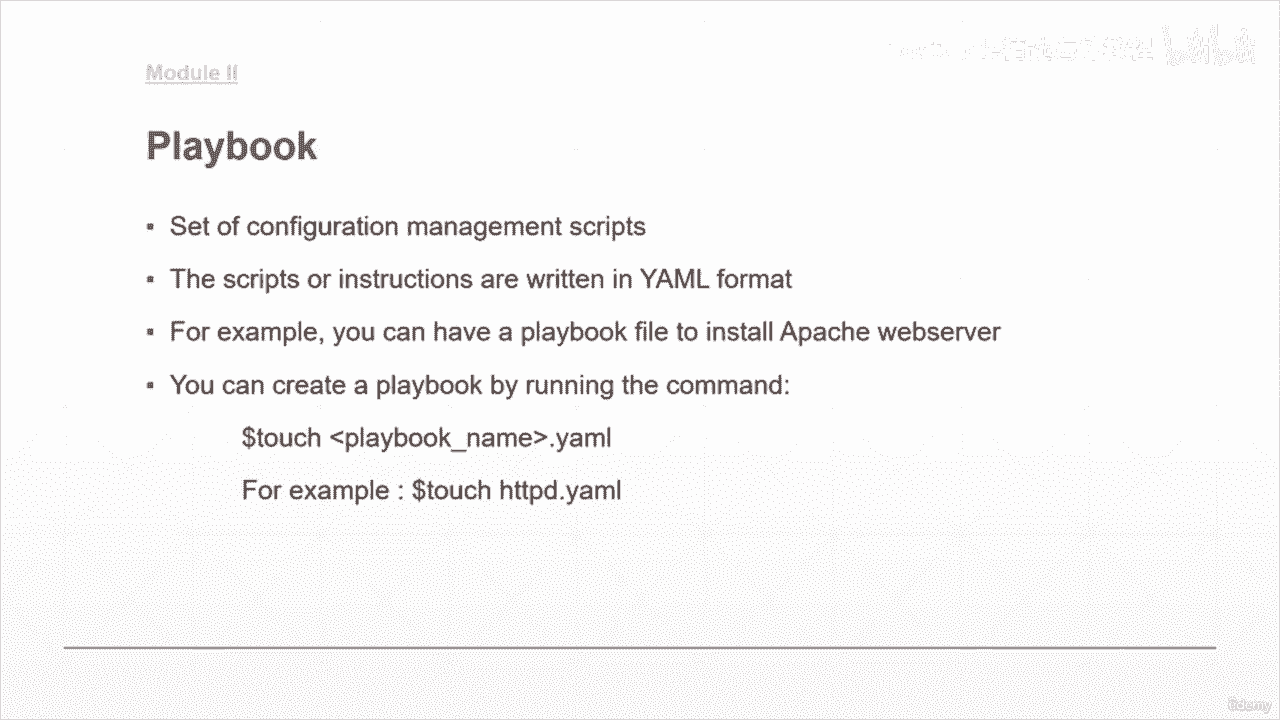 Module II
Playbook
▪ Set of configuration management scripts
▪ The scripts or instructions are written in YAML format
▪ For example, you can have a playbook file to install Apache webserver
▪ You can create a playbook by running the command:
$touch <playbook_name>.yaml
For example : $touch httpd.yaml
Udemy